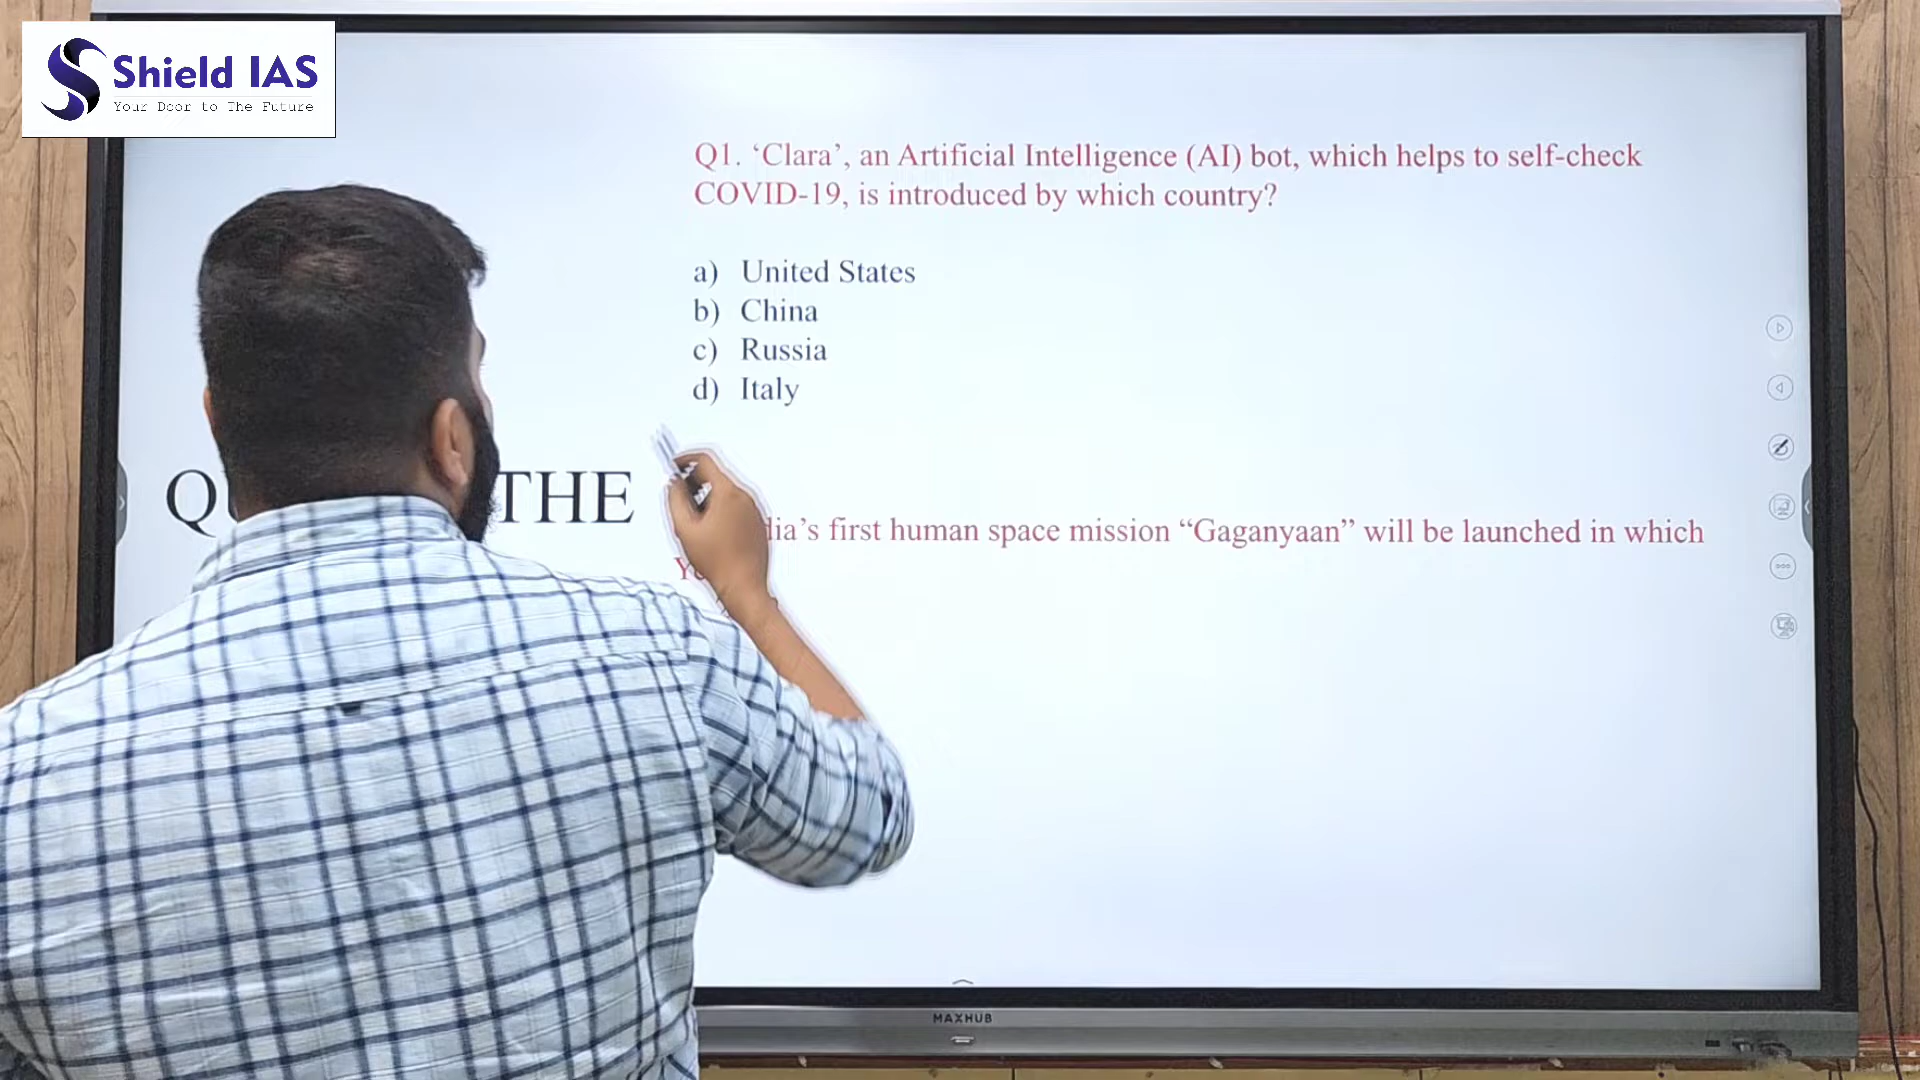 Shield IAS
Your Door to The Future
Q1. ‘Clara’, an Artificial Intelligence (AI) bot, which helps to self-check
COVID-19, is introduced by which country?
a) United States
b) China
c) Russia
d) Italy
THE
first human space mission “Gaganyaan” will be launched in which
MAXHUB